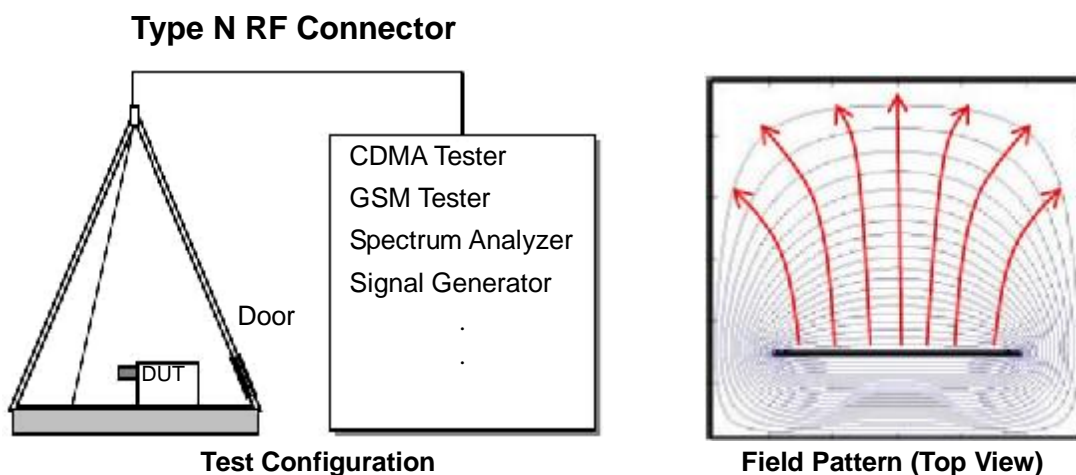 Type N RF Connector
CDMA Tester
GSM Tester
Spectrum Analyzer
Signal Generator
.
.
Door
DUT
Test Configuration
Field Pattern (Top View)